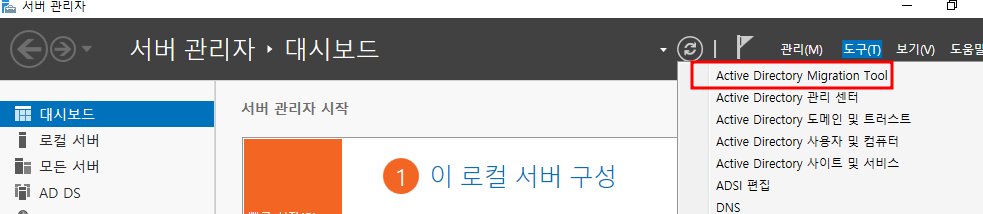 서버 관리자
서버 관리자 ‣ 대시보드
관리(M) 도구(T) 보기(V)
Active Directory Migration Tool
Active Directory 관리 센터
Active Directory 도메인 및 트러스트
Active Directory 사용자 및 컴퓨터
Active Directory 사이트 및 서비스
ADSI 편집
DNS
대시보드
로컬 서버
모든 서버
AD DS
서버 관리자 시작
1 이 로컬 서버 구성